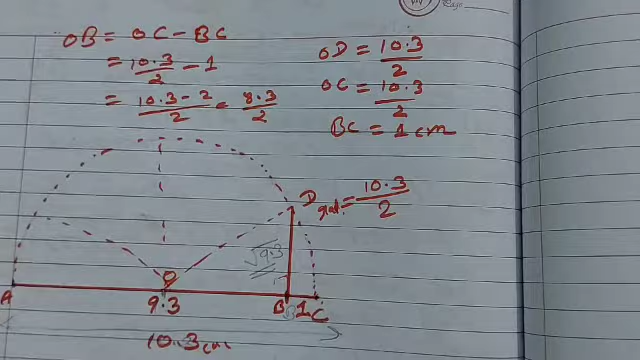 OB = OC - BC
= 10.3/2 - 1
= 10.3 - 2/2 = 8.3/2
OD = 10.3/2
OC = 10.3/2
BC = 1 cm
D = 10.3/2
√9.3
O
A 9.3 B 1 C
10.3 cm